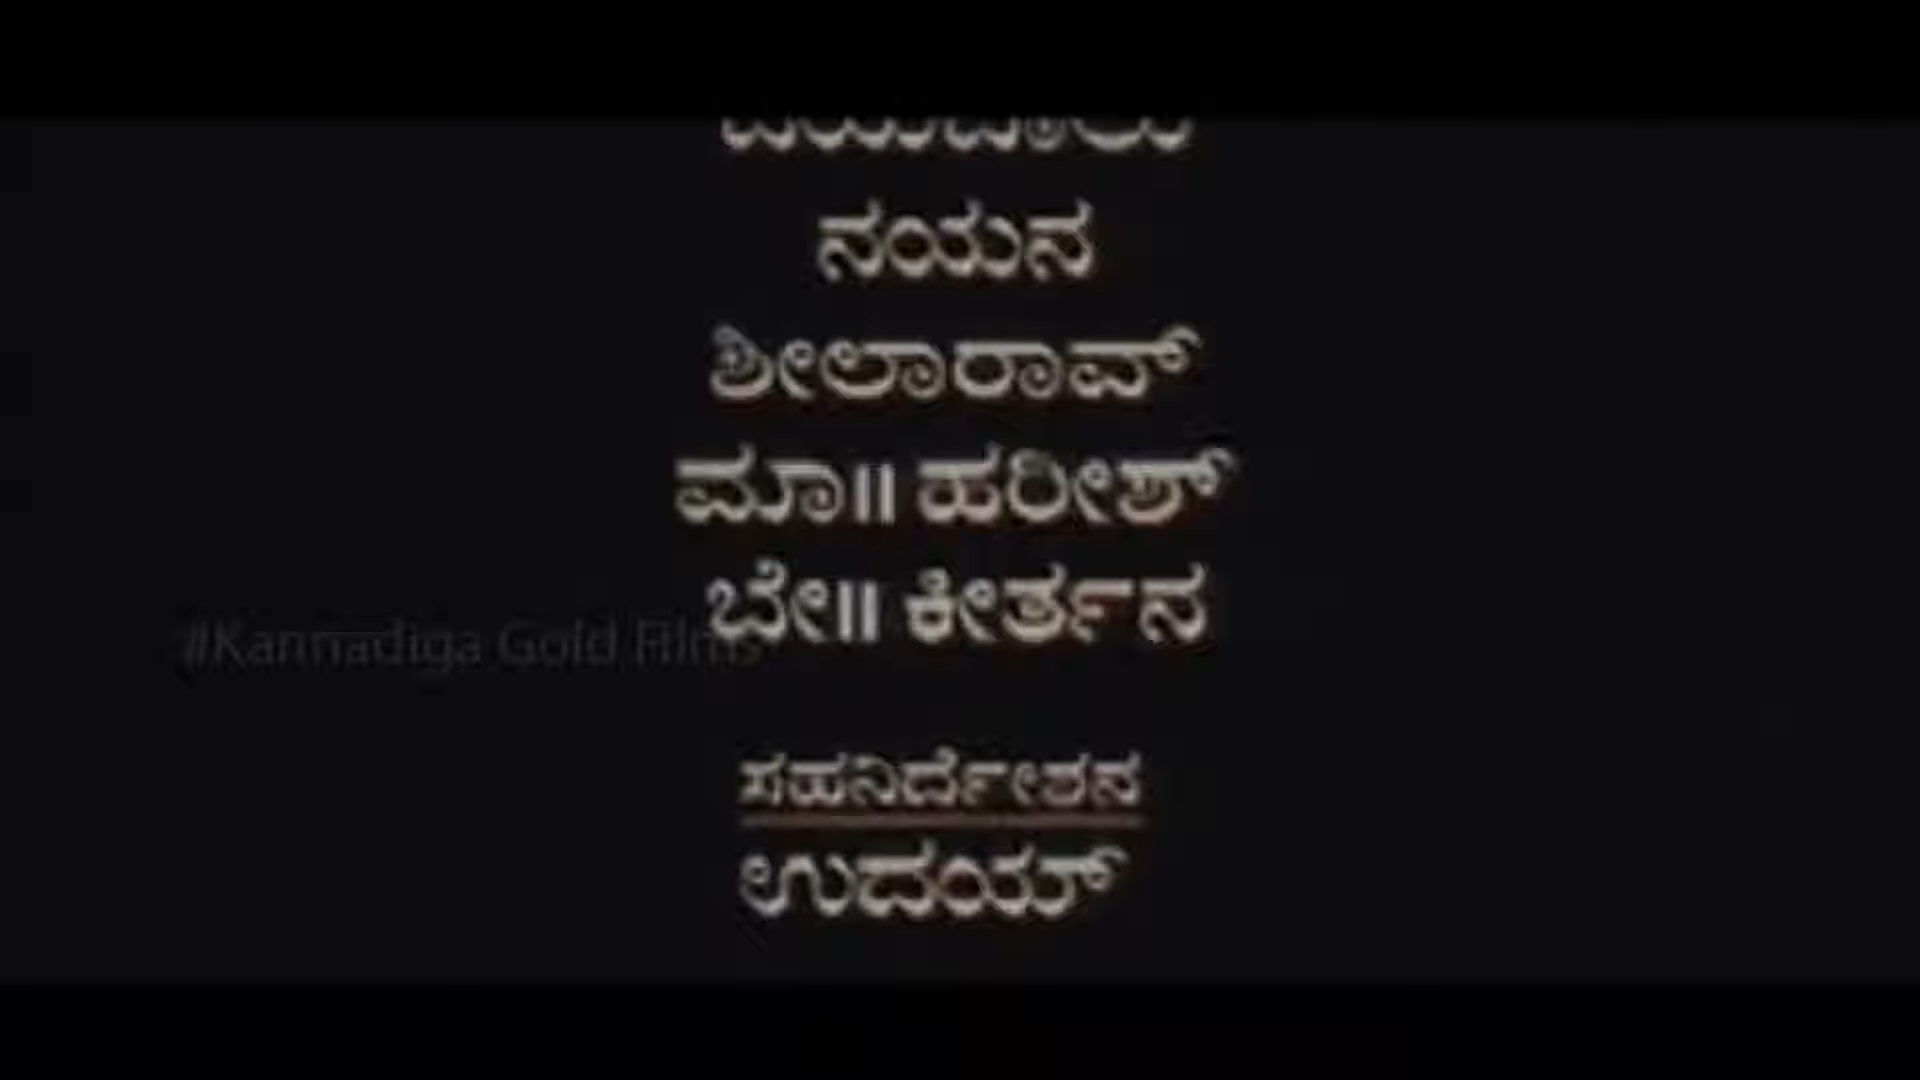 ನಯನ
ಶೀಲಾರಾವ್
ಮಾ॥ ಹರೀಶ್
ಬೇ॥ ಕೀರ್ತನ
#Kannadiga Gold Films
ಸಹನಿರ್ದೇಶನ
ಉದಯ್